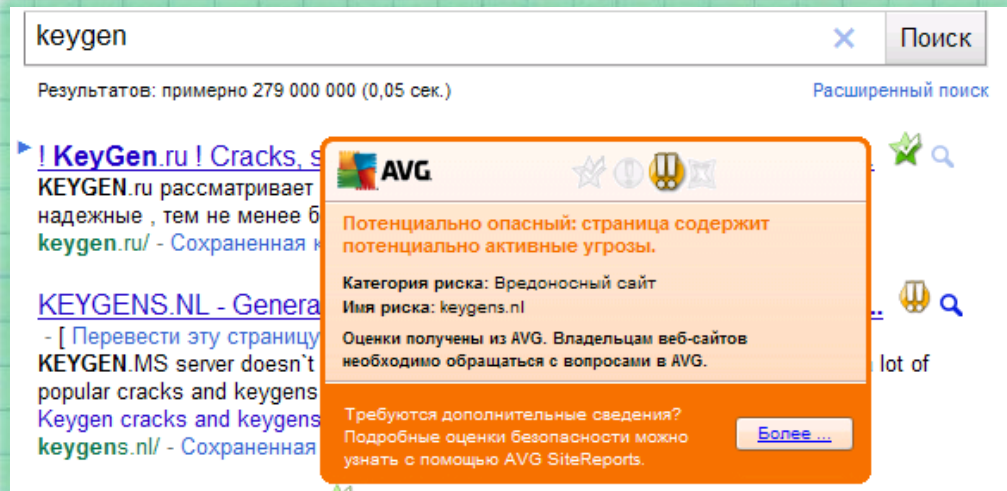 keygen
Поиск
Результатов: примерно 279 000 000 (0,05 сек.)
Расширенный поиск
! KeyGen.ru ! Cracks,
KEYGEN.ru рассматривает
надежные , тем не менее
keygen.ru/ - Сохраненная
AVG
Потенциально опасный: страница содержит
потенциально активные угрозы.
Категория риска: Вредоносный сайт
Имя риска: keygens.nl
Оценки получены из AVG. Владельцам веб-сайтов
необходимо обращаться с вопросами в AVG.
Требуются дополнительные сведения?
Подробные оценки безопасности можно
узнать с помощью AVG SiteReports.
Более ...
KEYGENS.NL - Genera
...
- [ Перевести эту страницу
KEYGEN.MS server doesn`t
lot of
popular cracks and keygens
Keygen cracks and keygens
keygens.nl/ - Сохраненная